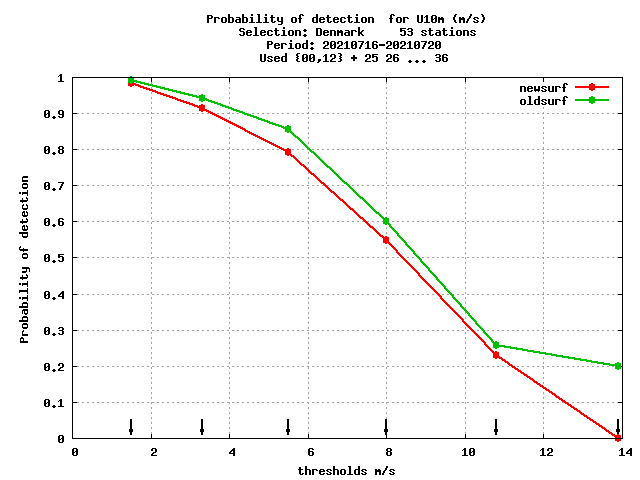 Probability of detection  for U10m (m/s)
Selection: Denmark     53 stations
Period: 20210716-20210720
Used {00,12} + 25 26 ... 36
newsurf
oldsurf
Probability of detection
1
0.9
0.8
0.7
0.6
0.5
0.4
0.3
0.2
0.1
0
0 2 4 6 8 10 12 14
thresholds m/s